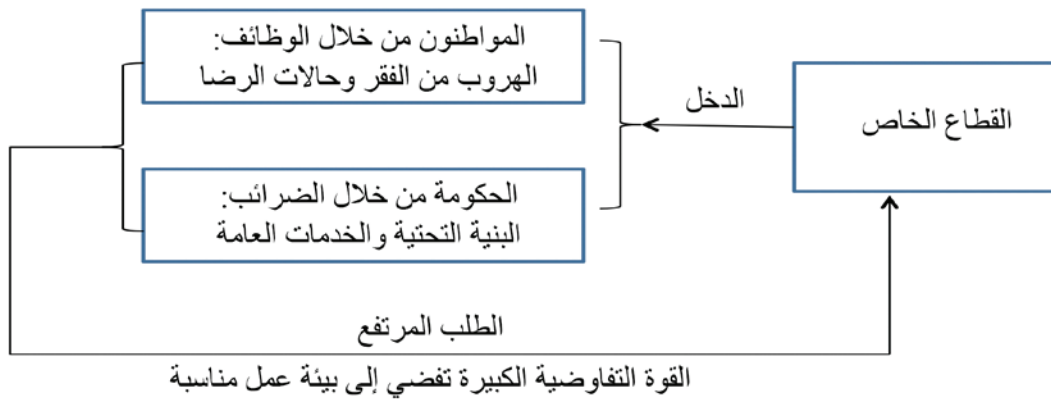 المواطنون من خلال الوظائف:
الهروب من الفقر وحالات الرضا
الدخل
القطاع الخاص
الحكومة من خلال الضرائب:
البنية التحتية والخدمات العامة
الطلب المرتفع
القوة التفاوضية الكبيرة تفضي إلى بيئة عمل مناسبة